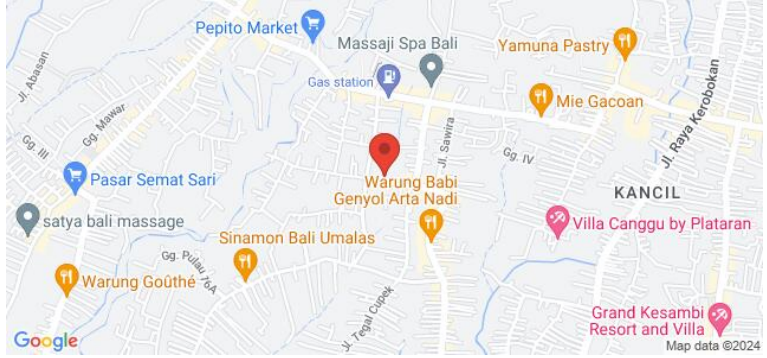 Pepito Market
Massaji Spa Bali
Yamuna Pastry
Jl. Abasan
Gas station
Mie Gacoan
Gg. Mawar
Gg. III
Jl. Sawira
Gg. IV
Jl. Raya Kerobokan
Pasar Semat Sari
Warung Babi
Genyol Arta Nadi
KANCIL
satya bali massage
Sinamon Bali Umalas
Villa Canggu by Plataran
Gg. Pulau 76A
Warung Goûthé
Jl. Tegal Cupek
Grand Kesambi
Resort and Villa
Google
Map data ©2024